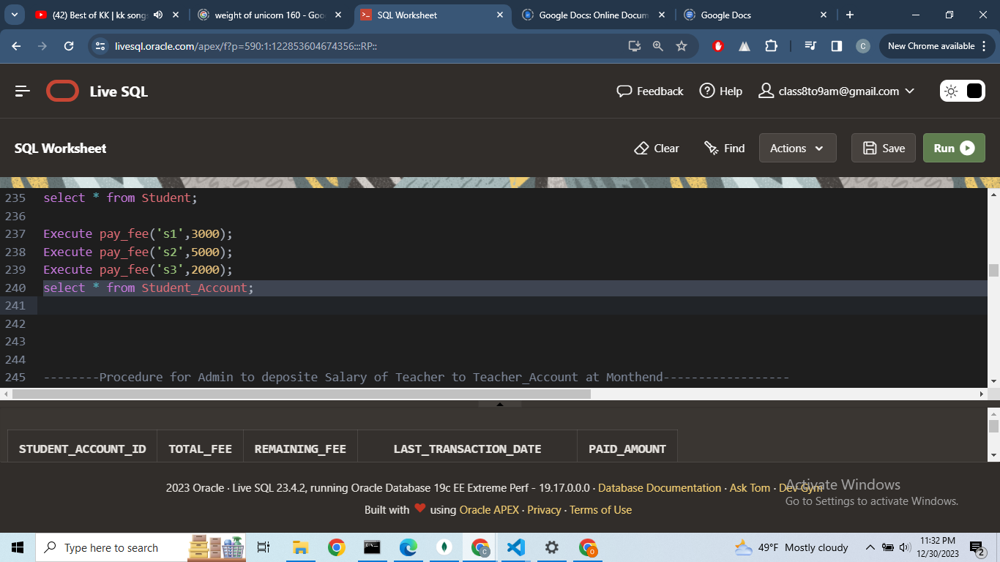 (42) Best of KK | kk songs
weight of unicorn 160 - Goo
SQL Worksheet
Google Docs: Online Docum
Google Docs
livesql.oracle.com/apex/f?p=590:1:122853604674356:::RP::
C
New Chrome available
Live SQL
Feedback
Help
class8to9am@gmail.com
SQL Worksheet
Clear
Find
Actions
Save
Run
235 select * from Student;
236
237 Execute pay_fee('s1',3000);
238 Execute pay_fee('s2',5000);
239 Execute pay_fee('s3',2000);
240 select * from Student_Account;
241
242
243
244
245 --------Procedure for Admin to deposite Salary of Teacher to Teacher_Account at Monthend------------------
STUDENT_ACCOUNT_ID TOTAL_FEE REMAINING_FEE LAST_TRANSACTION_DATE PAID_AMOUNT
2023 Oracle · Live SQL 23.4.2, running Oracle Database 19c EE Extreme Perf - 19.17.0.0.0 · Database Documentation · Ask Tom · Dev Gym
Built with ❤ using Oracle APEX · Privacy · Terms of Use
Activate Windows
Go to Settings to activate Windows.
Type here to search
49°F Mostly cloudy
11:32 PM
12/30/2023
2